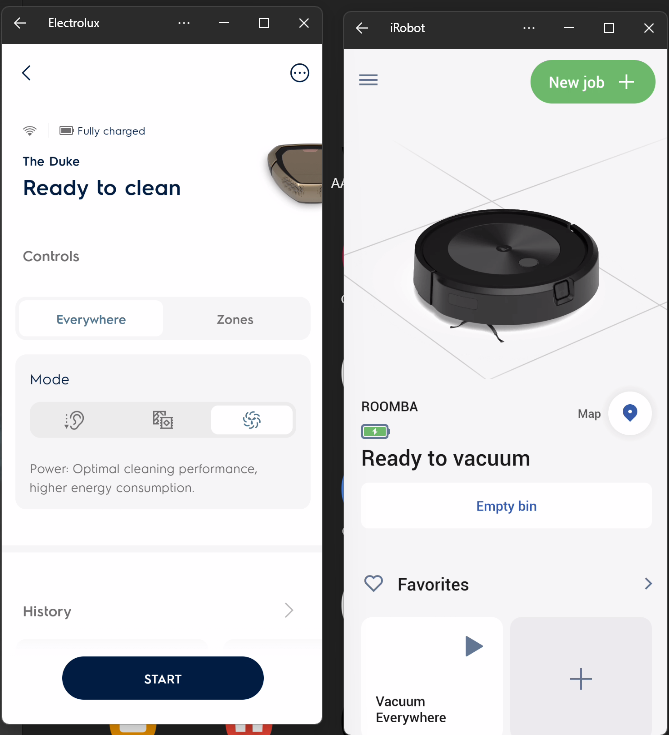 Electrolux
Fully charged
The Duke
Ready to clean
Controls
Everywhere
Zones
Mode
Power: Optimal cleaning performance,
higher energy consumption.
History
START
iRobot
New job
ROOMBA
Map
Ready to vacuum
Empty bin
Favorites
Vacuum
Everywhere